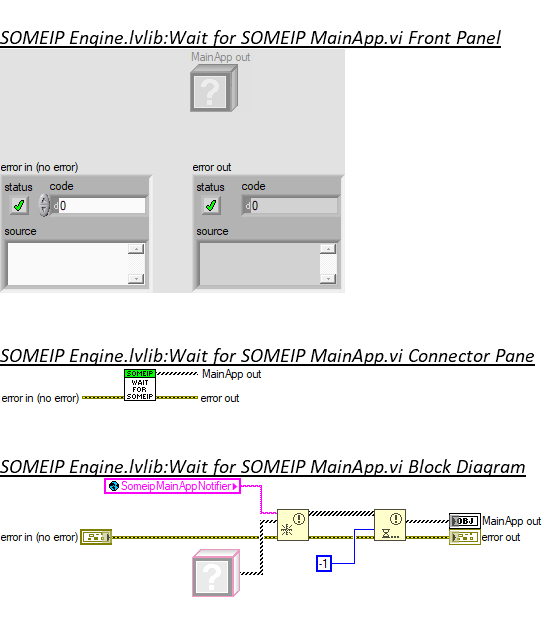 SOMEIP Engine.lvlib:Wait for SOMEIP MainApp.vi Front Panel
MainApp out
?
error in (no error)
error out
status code
status code
d0
d0
source
source
SOMEIP Engine.lvlib:Wait for SOMEIP MainApp.vi Connector Pane
SOMEIP
WAIT
FOR
SOMEIP
MainApp out
error in (no error)
error out
SOMEIP Engine.lvlib:Wait for SOMEIP MainApp.vi Block Diagram
SomeipMainAppNotifier
OBJ MainApp out
error in (no error)
error out
?
-1